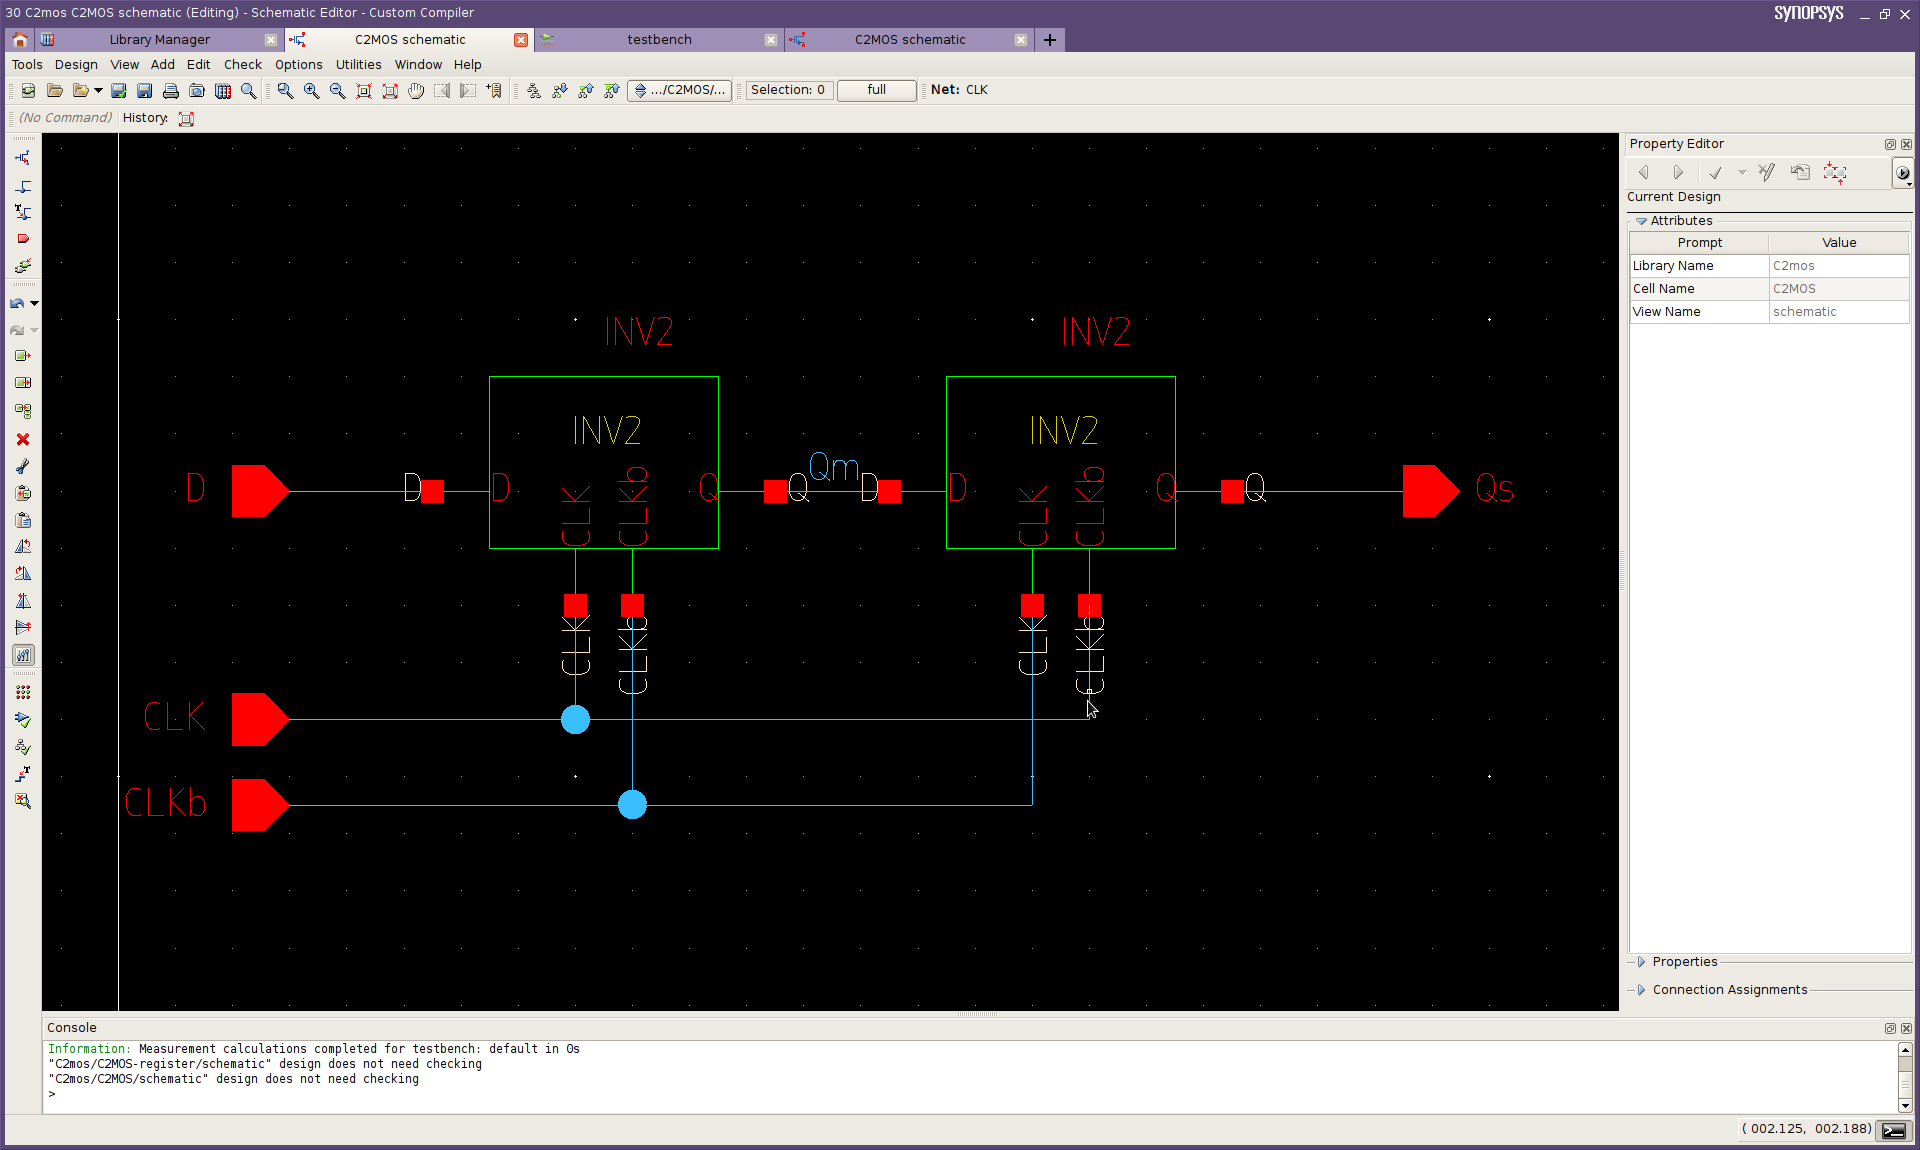 30 C2mos C2MOS schematic (Editing) - Schematic Editor - Custom Compiler
SYNOPSYS
Library Manager
C2MOS schematic
testbench
C2MOS schematic
Tools Design View Add Edit Check Options Utilities Window Help
.../C2MOS/...
Selection: 0
full
Net: CLK
(No Command) History:
Property Editor
Current Design
Attributes
Prompt Value
Library Name C2mos
Cell Name C2MOS
View Name schematic
Properties
Connection Assignments
INV2 INV2
INV2 INV2
D D D Q Q Qm D D Q Q Qs
CLK CLKb CLK CLKb
CLK CLKb CLK CLKb
CLK
CLKb
Console
Information: Measurement calculations completed for testbench: default in 0s
"C2mos/C2MOS-register/schematic" design does not need checking
"C2mos/C2MOS/schematic" design does not need checking
>
( 002.125, 002.188)